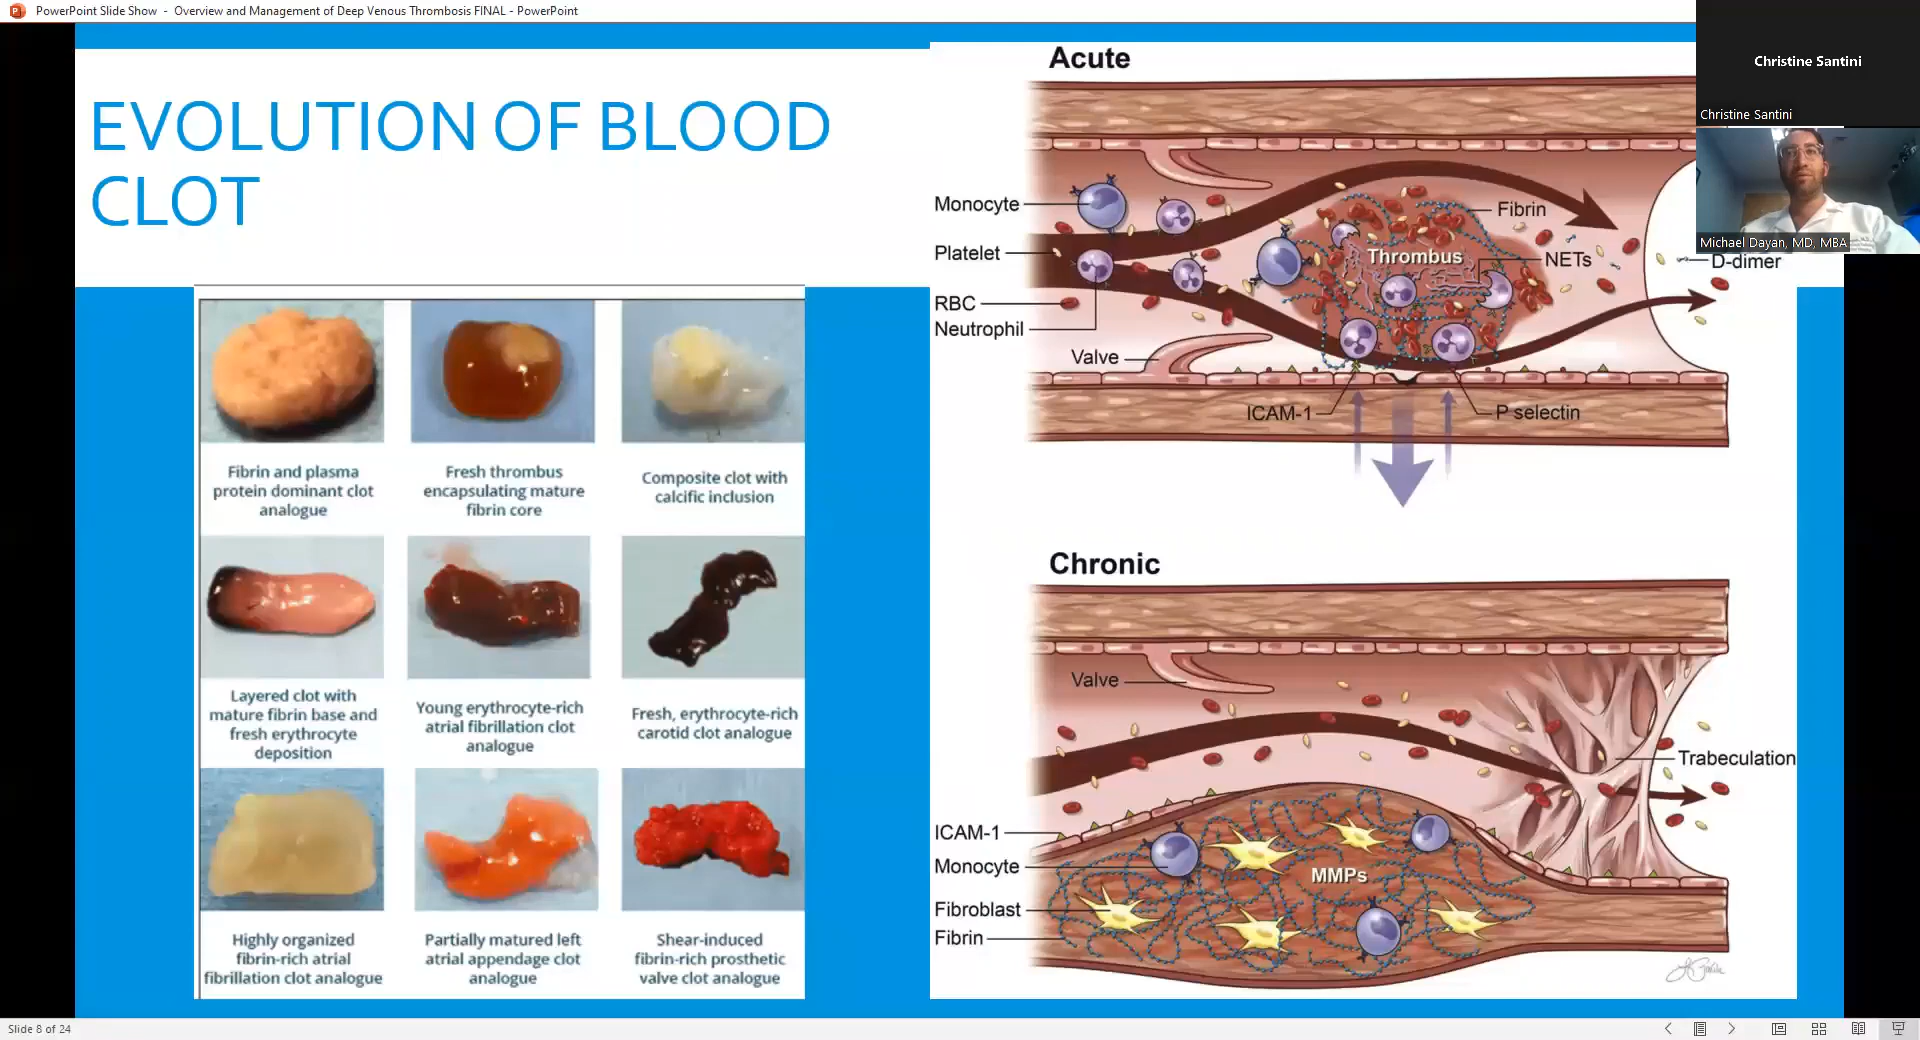 PowerPoint Slide Show - Overview and Management of Deep Venous Thrombosis FINAL - PowerPoint
EVOLUTION OF BLOOD
CLOT
Fibrin and plasma
protein dominant clot
analogue
Fresh thrombus
encapsulating mature
fibrin core
Composite clot with
calcific inclusion
Layered clot with
mature fibrin base and
fresh erythrocyte
deposition
Young erythrocyte-rich
atrial fibrillation clot
analogue
Fresh, erythrocyte-rich
carotid clot analogue
Highly organized
fibrin-rich atrial
fibrillation clot analogue
Partially matured left
atrial appendage clot
analogue
Shear-induced
fibrin-rich prosthetic
valve clot analogue
Acute
Monocyte
Platelet
RBC
Neutrophil
Valve
Fibrin
Thrombus
NETs
D-dimer
ICAM-1
P selectin
Chronic
Valve
Trabeculation
ICAM-1
Monocyte
MMPs
Fibroblast
Fibrin
Christine Santini
Christine Santini
Michael Dayan, MD, MBA
Slide 8 of 24